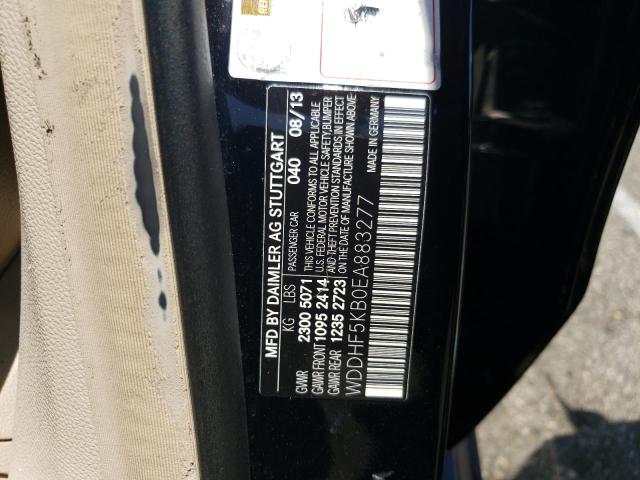 MFD BY DAIMLER AG STUTTGART
PASSENGER CAR 040 08/13
KG LBS
GVWR 2300 5071
GAWR FRONT 1095 2414
GAWR REAR 1235 2723
THIS VEHICLE CONFORMS TO ALL APPLICABLE
U.S. FEDERAL MOTOR VEHICLE SAFETY, BUMPER
AND THEFT PREVENTION STANDARDS IN EFFECT
ON THE DATE OF MANUFACTURE SHOWN ABOVE
WDDHF5KB0EA883277
MADE IN GERMANY